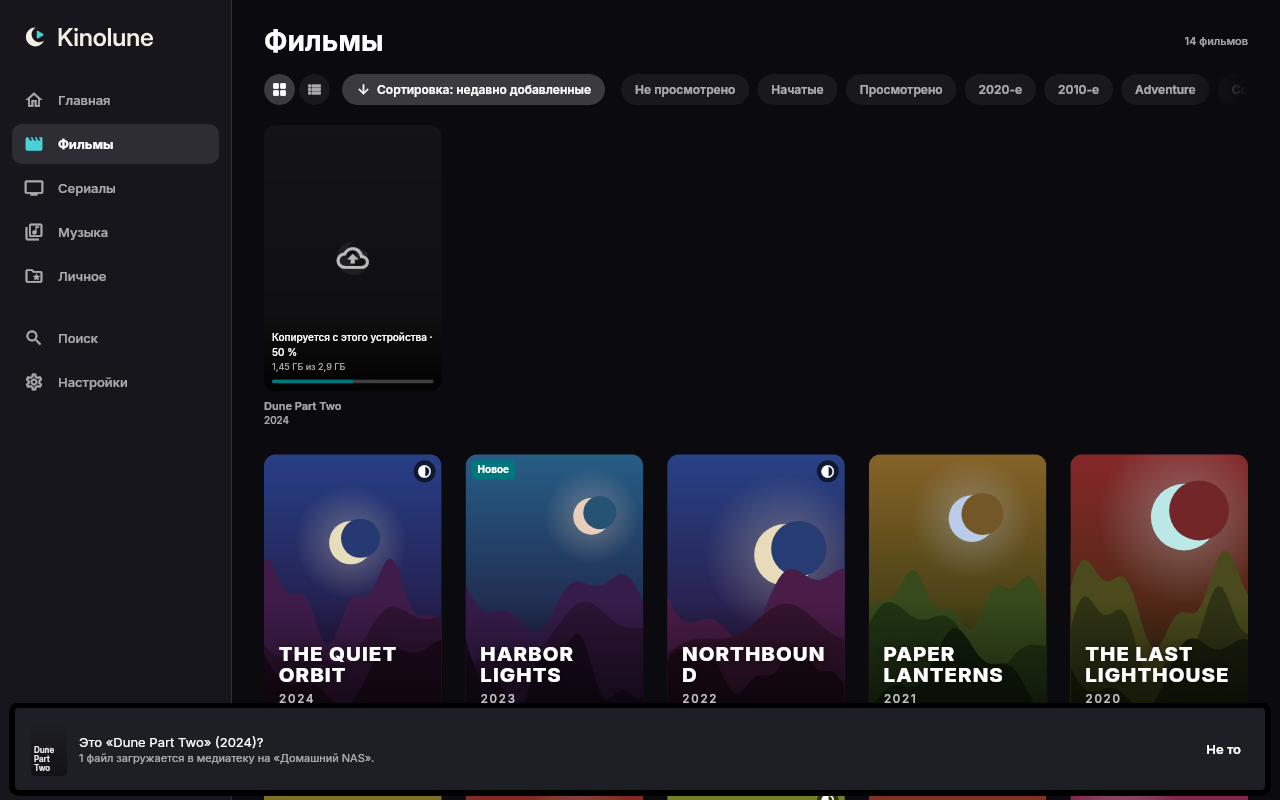 Kinolune
Главная
Фильмы
Сериалы
Музыка
Личное
Поиск
Настройки
Фильмы
14 фильмов
Сортировка: недавно добавленные
Не просмотрено
Начатые
Просмотрено
2020-е
2010-е
Adventure
Копируется с этого устройства ·
50 %
1,45 ГБ из 2,9 ГБ
Dune Part Two
2024
THE QUIET
ORBIT
2024
Новое
HARBOR
LIGHTS
2023
NORTHBOUN
D
2022
PAPER
LANTERNS
2021
THE LAST
LIGHTHOUSE
2020
Dune
Part
Two
Это «Dune Part Two» (2024)?
1 файл загружается в медиатеку на «Домашний NAS».
Не то